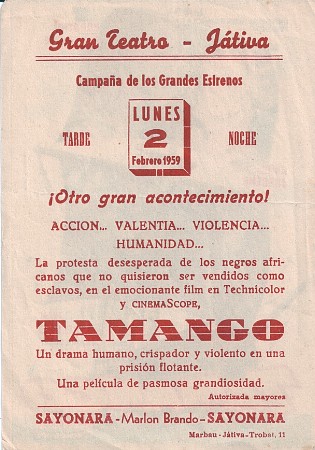 Gran Teatro - Játiva
Campaña de los Grandes Estrenos
LUNES
TARDE 2 NOCHE
Febrero 1959
¡Otro gran acontecimiento!
ACCION... VALENTIA... VIOLENCIA...
HUMANIDAD...
La protesta desesperada de los negros afri-
canos que no quisieron ser vendidos como
esclavos, en el emocionante film en Technicolor
y CINEMASCOPE,
TAMANGO
Un drama humano, crispador y violento en una
prisión flotante.
Una película de pasmosa grandiosidad.
Autorizada mayores
SAYONARA - Marlon Brando - SAYONARA
Marbau - Játiva - Trobat, 11